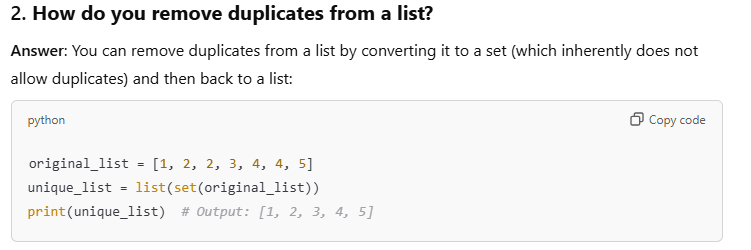 2. How do you remove duplicates from a list?
Answer: You can remove duplicates from a list by converting it to a set (which inherently does not
allow duplicates) and then back to a list:
python
Copy code
original_list = [1, 2, 2, 3, 4, 4, 5]
unique_list = list(set(original_list))
print(unique_list)  # Output: [1, 2, 3, 4, 5]